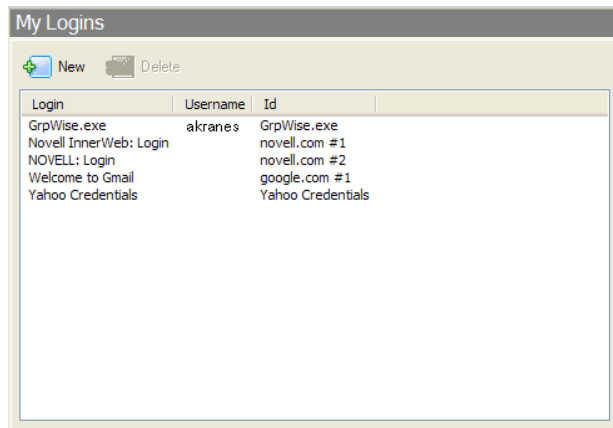 My Logins
New Delete
Login Username Id
GrpWise.exe akranes GrpWise.exe
Novell InnerWeb: Login novell.com #1
NOVELL: Login novell.com #2
Welcome to Gmail google.com #1
Yahoo Credentials Yahoo Credentials